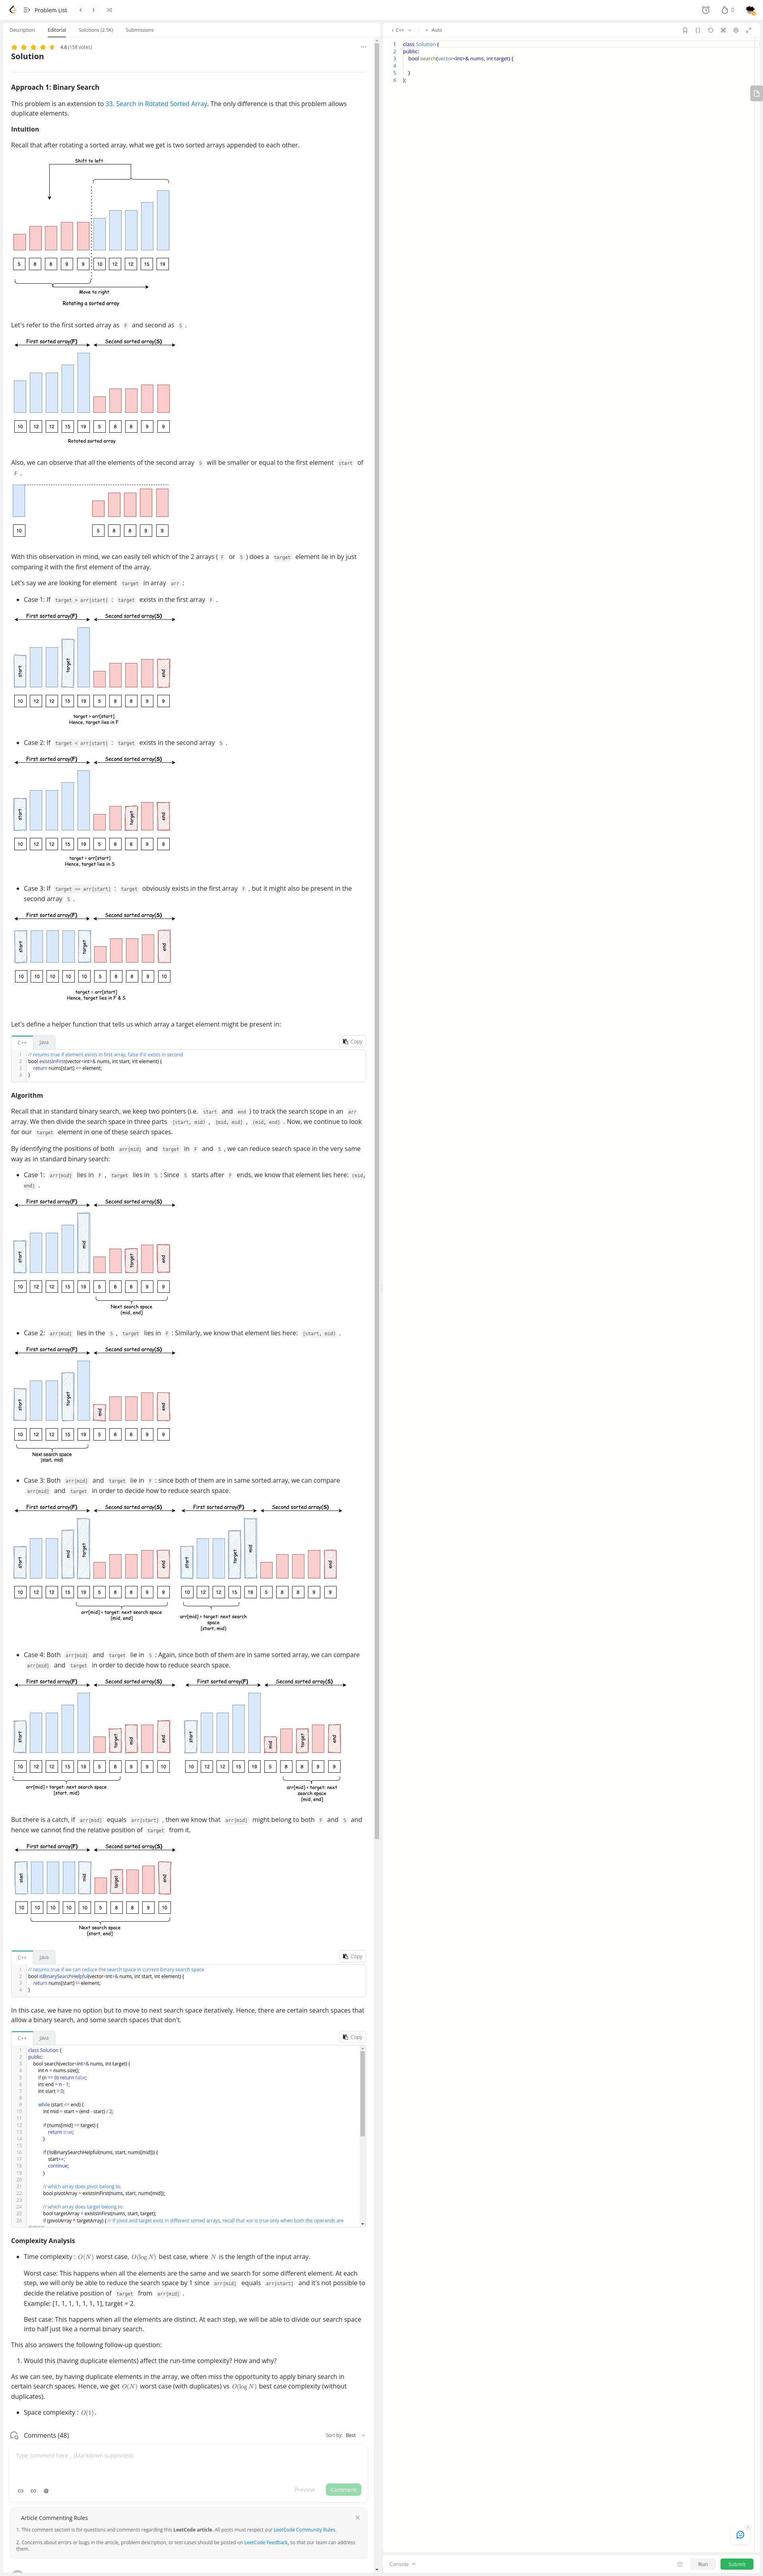 Problem List
0
Description Editorial Solutions (2.5K) Submissions
4.6 (158 votes)
Solution
Approach 1: Binary Search
This problem is an extension to 33. Search in Rotated Sorted Array. The only difference is that this problem allows
duplicate elements.
Intuition
Recall that after rotating a sorted array, what we get is two sorted arrays appended to each other.
Shift to left
5 8 8 9 9 10 12 12 15 19
Move to right
Rotating a sorted array
Let's refer to the first sorted array as F and second as S .
First sorted array(F) Second sorted array(S)
10 12 12 15 19 5 8 8 9 9
Rotated sorted array
Also, we can observe that all the elements of the second array S will be smaller or equal to the first element start of
F .
10 5 8 8 9 9
With this observation in mind, we can easily tell which of the 2 arrays ( F or S ) does a target element lie in by just
comparing it with the first element of the array.
Let's say we are looking for element target in array arr :
Case 1: If target > arr[start] : target exists in the first array F .
First sorted array(F) Second sorted array(S)
start target end
10 12 12 15 19 5 8 8 9 9
target > arr[start]
Hence, target lies in F
Case 2: If target < arr[start] : target exists in the second array S .
First sorted array(F) Second sorted array(S)
start target end
10 12 12 15 19 5 8 8 9 9
target < arr[start]
Hence, target lies in S
Case 3: If target == arr[start] : target obviously exists in the first array F , but it might also be present in the
second array S .
First sorted array(F) Second sorted array(S)
start target end
10 10 10 10 10 5 8 8 9 10
target = arr[start]
Hence, target lies in F & S
Let's define a helper function that tells us which array a target element might be present in:
C++ Java Copy
1 // returns true if element exists in first array, false if it exists in second
2 bool existsInFirst(vector<int>& nums, int start, int element) {
3 return nums[start] <= element;
4 }
Algorithm
Recall that in standard binary search, we keep two pointers (i.e. start and end ) to track the search scope in an arr
array. We then divide the search space in three parts [start, mid) , [mid, mid] , (mid, end] . Now, we continue to look
for our target element in one of these search spaces.
By identifying the positions of both arr[mid] and target in F and S , we can reduce search space in the very same
way as in standard binary search:
Case 1: arr[mid] lies in F , target lies in S : Since S starts after F ends, we know that element lies here: (mid,
end] .
First sorted array(F) Second sorted array(S)
start mid target end
10 12 12 15 19 5 8 8 9 9
Next search space
(mid, end]
Case 2: arr[mid] lies in the S , target lies in F : Similarly, we know that element lies here: [start, mid) .
First sorted array(F) Second sorted array(S)
start target mid end
10 12 12 15 19 5 8 8 9 9
Next search space
[start, mid)
Case 3: Both arr[mid] and target lie in F : since both of them are in same sorted array, we can compare
arr[mid] and target in order to decide how to reduce search space.
First sorted array(F) Second sorted array(S) First sorted array(F) Second sorted array(S)
start mid target end start target mid end
10 12 12 15 19 5 8 8 9 9 10 12 12 15 19 5 8 8 9 9
arr[mid] < target: next search space
(mid, end]
arr[mid] > target: next search
space
[start, mid)
Case 4: Both arr[mid] and target lie in S : Again, since both of them are in same sorted array, we can compare
arr[mid] and target in order to decide how to reduce search space.
First sorted array(F) Second sorted array(S) First sorted array(F) Second sorted array(S)
start target mid end start mid target end
10 12 12 15 19 5 8 9 9 10 10 12 12 15 19 5 8 8 9 9
arr[mid] > target: next search space
[start, mid)
arr[mid] < target: next
search space
(mid, end]
But there is a catch, if arr[mid] equals arr[start] , then we know that arr[mid] might belong to both F and S and
hence we cannot find the relative position of target from it.
First sorted array(F) Second sorted array(S)
start mid target end
10 10 10 10 10 5 8 8 9 10
Next search space
(start, end]
C++ Java Copy
1 // returns true if we can reduce the search space in current binary search space
2 bool isBinarySearchHelpful(vector<int>& nums, int start, int element) {
3 return nums[start] != element;
4 }
In this case, we have no option but to move to next search space iteratively. Hence, there are certain search spaces that
allow a binary search, and some search spaces that don't.
C++ Java Copy
1 class Solution {
2 public:
3 bool search(vector<int>& nums, int target) {
4 int n = nums.size();
5 if (n == 0) return false;
6 int end = n - 1;
7 int start = 0;
8
9 while (start <= end) {
10 int mid = start + (end - start) / 2;
11
12 if (nums[mid] == target) {
13 return true;
14 }
15
16 if (!isBinarySearchHelpful(nums, start, nums[mid])) {
17 start++;
18 continue;
19 }
20
21 // which array does pivot belong to.
22 bool pivotArray = existsInFirst(nums, start, nums[mid]);
23
24 // which array does target belong to.
25 bool targetArray = existsInFirst(nums, start, target);
26 if (pivotArray ^ targetArray) { // If pivot and target exist in different sorted arrays, recall that xor is true only when both the operands are
Complexity Analysis
Time complexity : O(N) worst case, O(log N) best case, where N is the length of the input array.
Worst case: This happens when all the elements are the same and we search for some different element. At each
step, we will only be able to reduce the search space by 1 since arr[mid] equals arr[start] and it's not possible to
decide the relative position of target from arr[mid] .
Example: [1, 1, 1, 1, 1, 1, 1], target = 2.
Best case: This happens when all the elements are distinct. At each step, we will be able to divide our search space
into half just like a normal binary search.
This also answers the following follow-up question:
1. Would this (having duplicate elements) affect the run-time complexity? How and why?
As we can see, by having duplicate elements in the array, we often miss the opportunity to apply binary search in
certain search spaces. Hence, we get O(N) worst case (with duplicates) vs O(log N) best case complexity (without
duplicates).
Space complexity : O(1).
Comments (48) Sort by: Best
Type comment here... (Markdown supported)
Preview Comment
Article Commenting Rules
1. This comment section is for questions and comments regarding this LeetCode article. All posts must respect our LeetCode Community Rules.
2. Concerns about errors or bugs in the article, problem description, or test cases should be posted on LeetCode Feedback, so that our team can address
them.
C++ Auto
1 class Solution {
2 public:
3 bool search(vector<int>& nums, int target) {
4
5 }
6 };
Console Run Submit